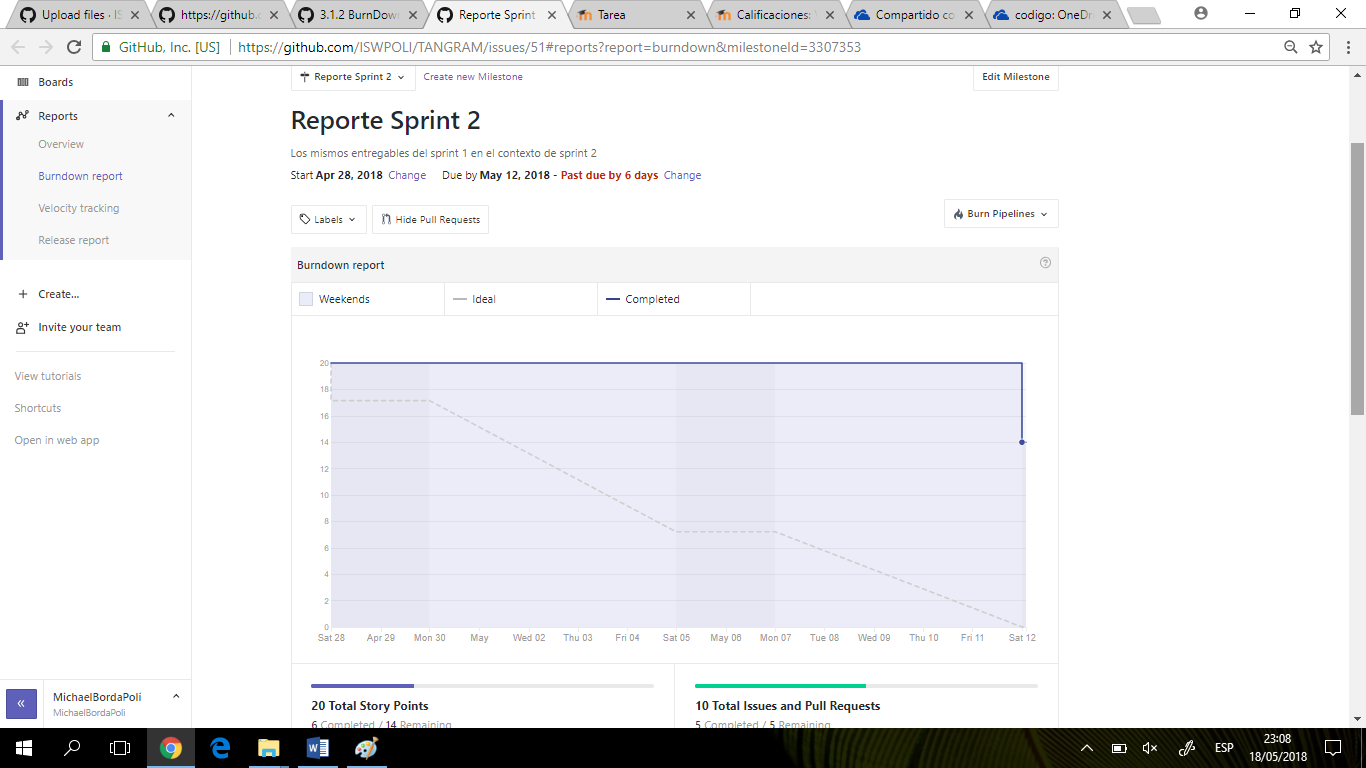 Upload files · IS
https://github.c
3.1.2 BurnDow
Reporte Sprint
Tarea
Calificaciones: V
Compartido co
codigo: OneDri
GitHub, Inc. [US] https://github.com/ISWPOLI/TANGRAM/issues/51#reports?report=burndown&milestoneId=3307353
Boards
Reports
Overview
Burndown report
Velocity tracking
Release report
Create...
Invite your team
View tutorials
Shortcuts
Open in web app
MichaelBordaPoli
MichaelBordaPoli
Reporte Sprint 2
Create new Milestone
Edit Milestone
Reporte Sprint 2
Los mismos entregables del sprint 1 en el contexto de sprint 2
Start Apr 28, 2018 Change Due by May 12, 2018 - Past due by 6 days Change
Labels
Hide Pull Requests
Burn Pipelines
Burndown report
Weekends
Ideal
Completed
20
18
16
14
12
10
8
6
4
2
0
Sat 28 Apr 29 Mon 30 May Wed 02 Thu 03 Fri 04 Sat 05 May 06 Mon 07 Tue 08 Wed 09 Thu 10 Fri 11 Sat 12
20 Total Story Points
6 Completed / 14 Remaining
10 Total Issues and Pull Requests
5 Completed / 5 Remaining
ESP
23:08
18/05/2018